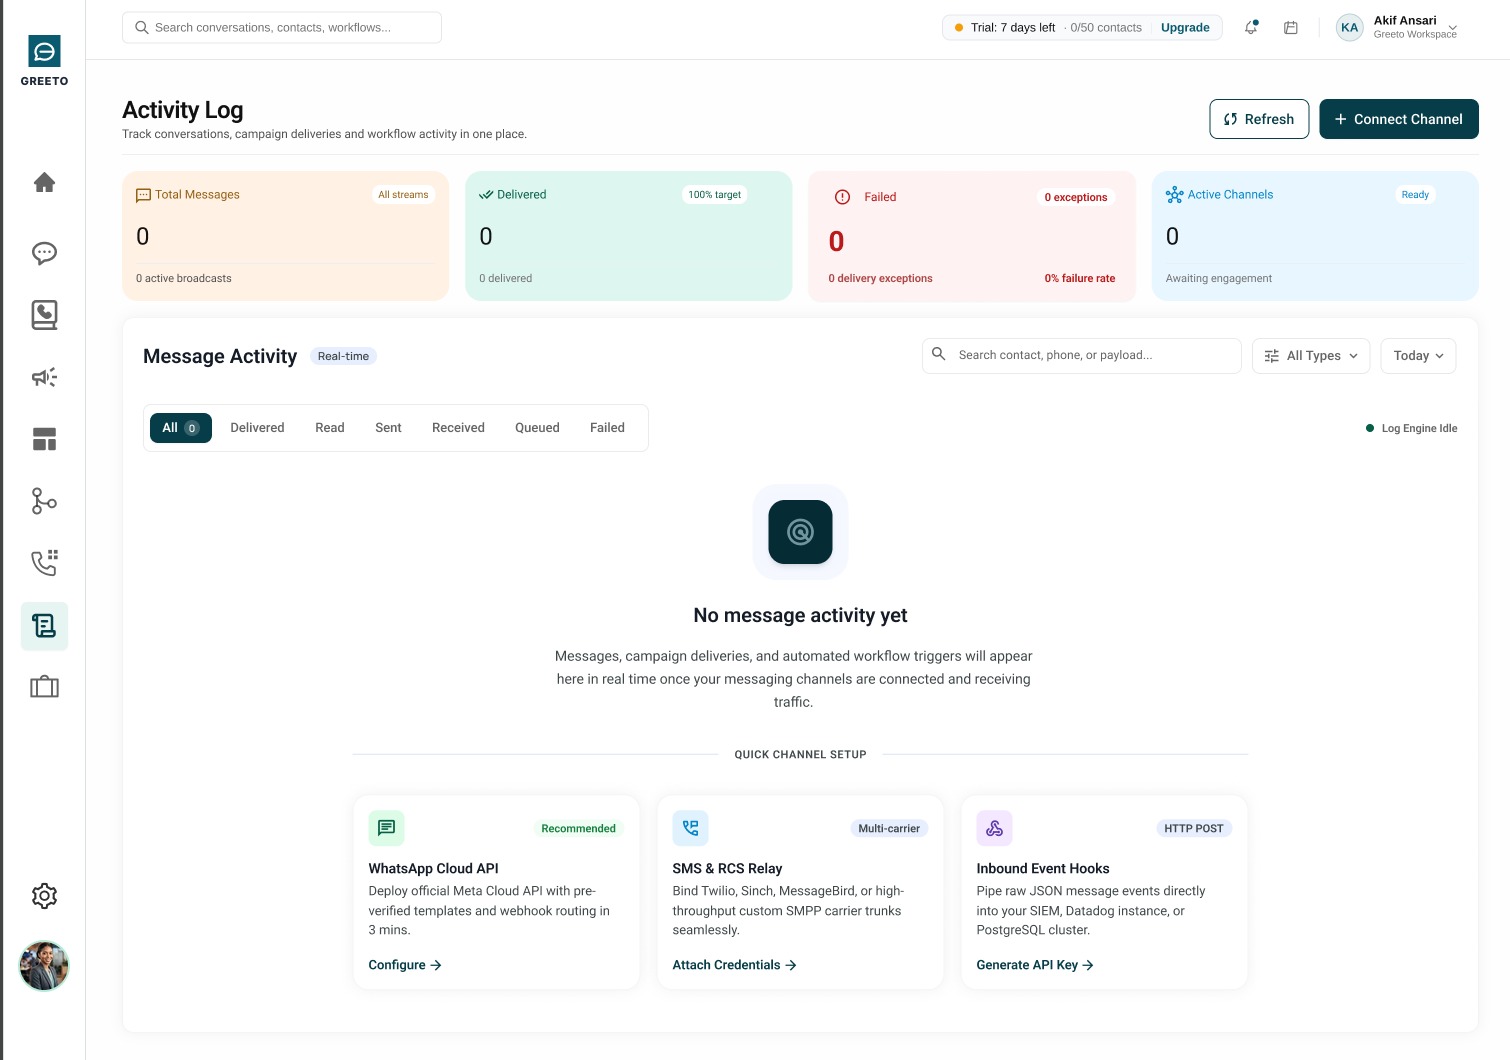 Search conversations, contacts, workflows...
Trial: 7 days left · 0/50 contacts Upgrade
KA
Akif Ansari
Greeto Workspace
GREETO
Activity Log
Track conversations, campaign deliveries and workflow activity in one place.
Refresh
+ Connect Channel
Total Messages
All streams
0
0 active broadcasts
Delivered
100% target
0
0 delivered
Failed
0 exceptions
0
0 delivery exceptions
0% failure rate
Active Channels
Ready
0
Awaiting engagement
Message Activity
Real-time
Search contact, phone, or payload...
All Types
Today
All 0
Delivered
Read
Sent
Received
Queued
Failed
Log Engine Idle
No message activity yet
Messages, campaign deliveries, and automated workflow triggers will appear
here in real time once your messaging channels are connected and receiving
traffic.
QUICK CHANNEL SETUP
Recommended
WhatsApp Cloud API
Deploy official Meta Cloud API with pre-
verified templates and webhook routing in
3 mins.
Configure →
Multi-carrier
SMS & RCS Relay
Bind Twilio, Sinch, MessageBird, or high-
throughput custom SMPP carrier trunks
seamlessly.
Attach Credentials →
HTTP POST
Inbound Event Hooks
Pipe raw JSON message events directly
into your SIEM, Datadog instance, or
PostgreSQL cluster.
Generate API Key →